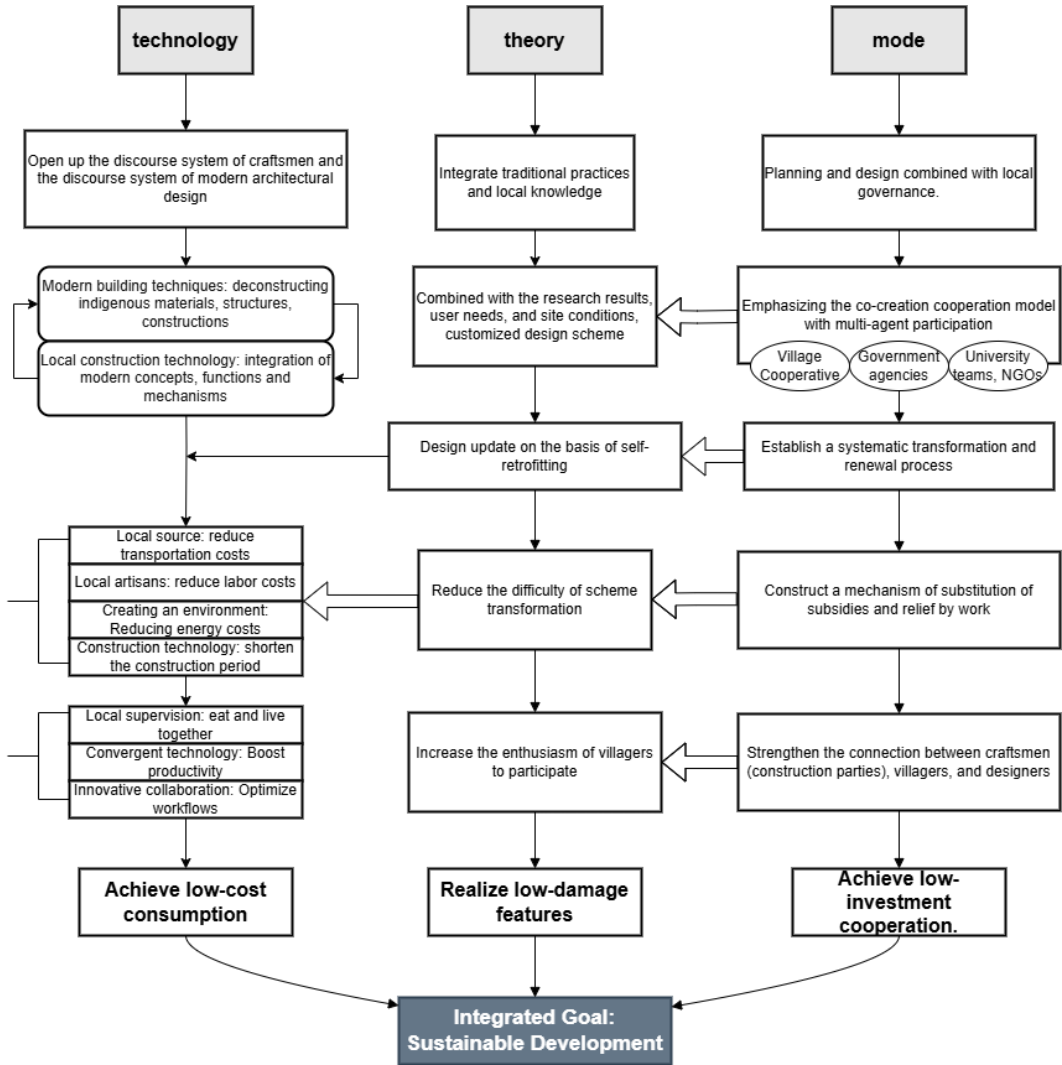 technology
theory
mode
Open up the discourse system of craftsmen and
the discourse system of modern architectural
design
Integrate traditional practices
and local knowledge
Planning and design combined with local
governance.
Modern building techniques: deconstructing
indigenous materials, structures,
constructions
Local construction technology: integration of
modern concepts, functions and
mechanisms
Combined with the research results,
user needs, and site conditions,
customized design scheme
Emphasizing the co-creation cooperation model
with multi-agent participation
Village
Cooperative
Government
agencies
University
teams, NGOs
Design update on the basis of self-
retrofitting
Establish a systematic transformation and
renewal process
Local source: reduce
transportation costs
Local artisans: reduce labor costs
Creating an environment:
Reducing energy costs
Construction technology: shorten
the construction period
Reduce the difficulty of scheme
transformation
Construct a mechanism of substitution of
subsidies and relief by work
Local supervision: eat and live
together
Convergent technology: Boost
productivity
Innovative collaboration: Optimize
workflows
Increase the enthusiasm of villagers
to participate
Strengthen the connection between craftsmen
(construction parties), villagers, and designers
Achieve low-cost
consumption
Realize low-damage
features
Achieve low-
investment
cooperation.
Integrated Goal:
Sustainable Development